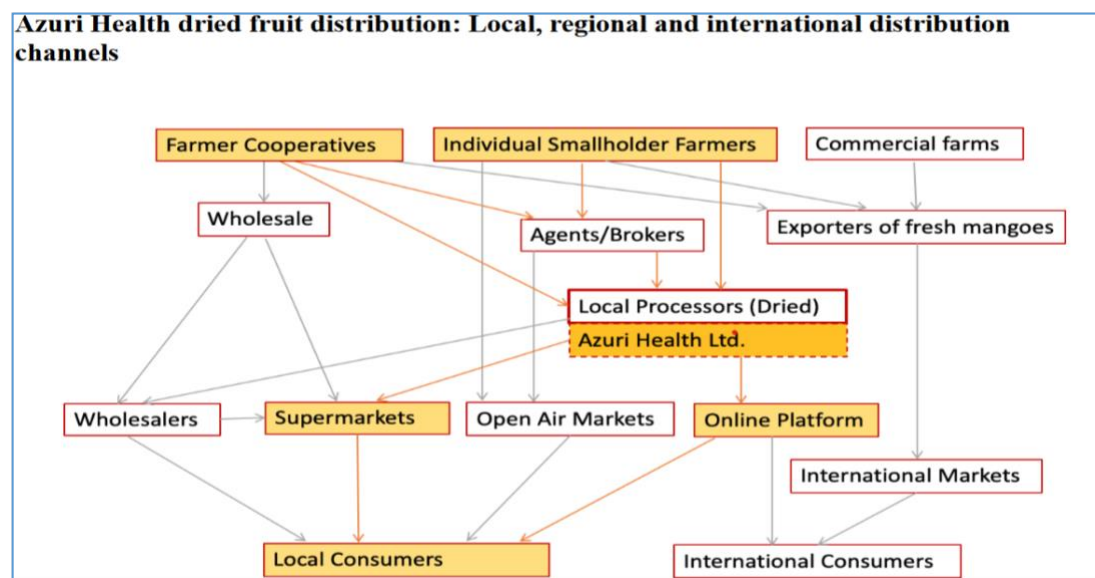 Azuri Health dried fruit distribution: Local, regional and international distribution
channels
Farmer Cooperatives
Individual Smallholder Farmers
Commercial farms
Wholesale
Agents/Brokers
Exporters of fresh mangoes
Local Processors (Dried)
Azuri Health Ltd.
Wholesalers
Supermarkets
Open Air Markets
Online Platform
International Markets
Local Consumers
International Consumers